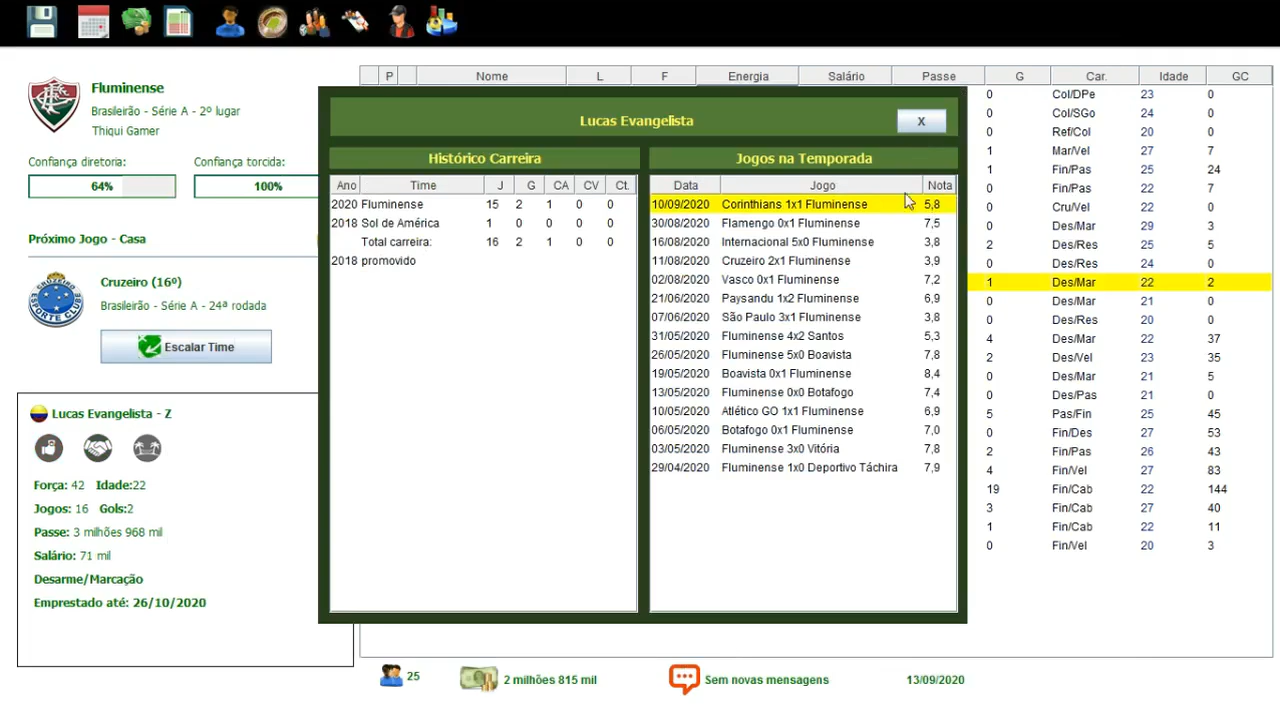 Fluminense
Brasileirão - Série A - 2º lugar
Thiqui Gamer
Confiança diretoria:
Confiança torcida:
64%
100%
Próximo Jogo - Casa
Cruzeiro (16º)
Brasileirão - Série A - 24ª rodada
Escalar Time
Lucas Evangelista - Z
Força: 42 Idade:22
Jogos: 16 Gols:2
Passe: 3 milhões 968 mil
Salário: 71 mil
Desarme/Marcação
Emprestado até: 26/10/2020
Lucas Evangelista
X
Histórico Carreira
Ano Time J G CA CV Ct.
2020 Fluminense 15 2 1 0 0
2018 Sol de América 1 0 0 0 0
Total carreira: 16 2 1 0 0
2018 promovido
Jogos na Temporada
Data Jogo Nota
10/09/2020 Corinthians 1x1 Fluminense 5,8
30/08/2020 Flamengo 0x1 Fluminense 7,5
16/08/2020 Internacional 5x0 Fluminense 3,8
11/08/2020 Cruzeiro 2x1 Fluminense 3,9
02/08/2020 Vasco 0x1 Fluminense 7,2
21/06/2020 Paysandu 1x2 Fluminense 6,9
07/06/2020 São Paulo 3x1 Fluminense 3,8
31/05/2020 Fluminense 4x2 Santos 5,3
26/05/2020 Fluminense 5x0 Boavista 7,8
19/05/2020 Boavista 0x1 Fluminense 8,4
13/05/2020 Fluminense 0x0 Botafogo 7,4
10/05/2020 Atlético GO 1x1 Fluminense 6,9
06/05/2020 Botafogo 0x1 Fluminense 7,0
03/05/2020 Fluminense 3x0 Vitória 7,8
29/04/2020 Fluminense 1x0 Deportivo Táchira 7,9
P Nome L F Energia Salário Passe G Car. Idade GC
0 Col/DPe 23 0
0 Col/SGo 24 0
0 Ref/Col 20 0
1 Mar/Vel 27 7
1 Fin/Pas 25 24
0 Fin/Pas 22 7
0 Cru/Vel 22 0
0 Des/Mar 29 3
2 Des/Res 25 5
0 Des/Res 24 0
1 Des/Mar 22 2
0 Des/Mar 21 0
0 Des/Res 20 0
4 Des/Mar 22 37
2 Des/Vel 23 35
0 Des/Mar 21 5
0 Des/Pas 21 0
5 Pas/Fin 25 45
0 Fin/Des 27 53
2 Fin/Pas 26 43
4 Fin/Vel 27 83
19 Fin/Cab 22 144
3 Fin/Cab 27 40
1 Fin/Cab 22 11
0 Fin/Vel 20 3
25
2 milhões 815 mil
Sem novas mensagens
13/09/2020